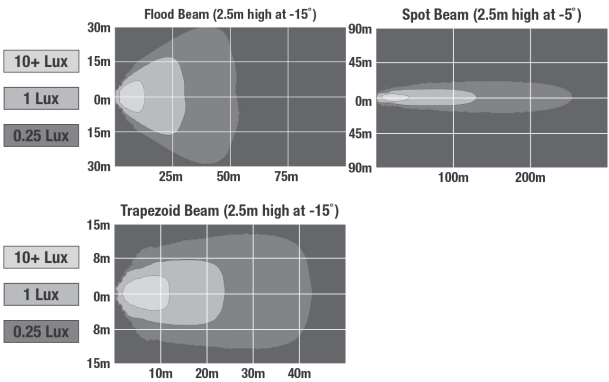 Flood Beam (2.5m high at -15˚)
Spot Beam (2.5m high at -5˚)
10+ Lux
1 Lux
0.25 Lux
30m
15m
0m
15m
30m
25m 50m 75m
90m
45m
0m
45m
90m
100m 200m
Trapezoid Beam (2.5m high at -15˚)
10+ Lux
1 Lux
0.25 Lux
15m
8m
0m
8m
15m
10m 20m 30m 40m